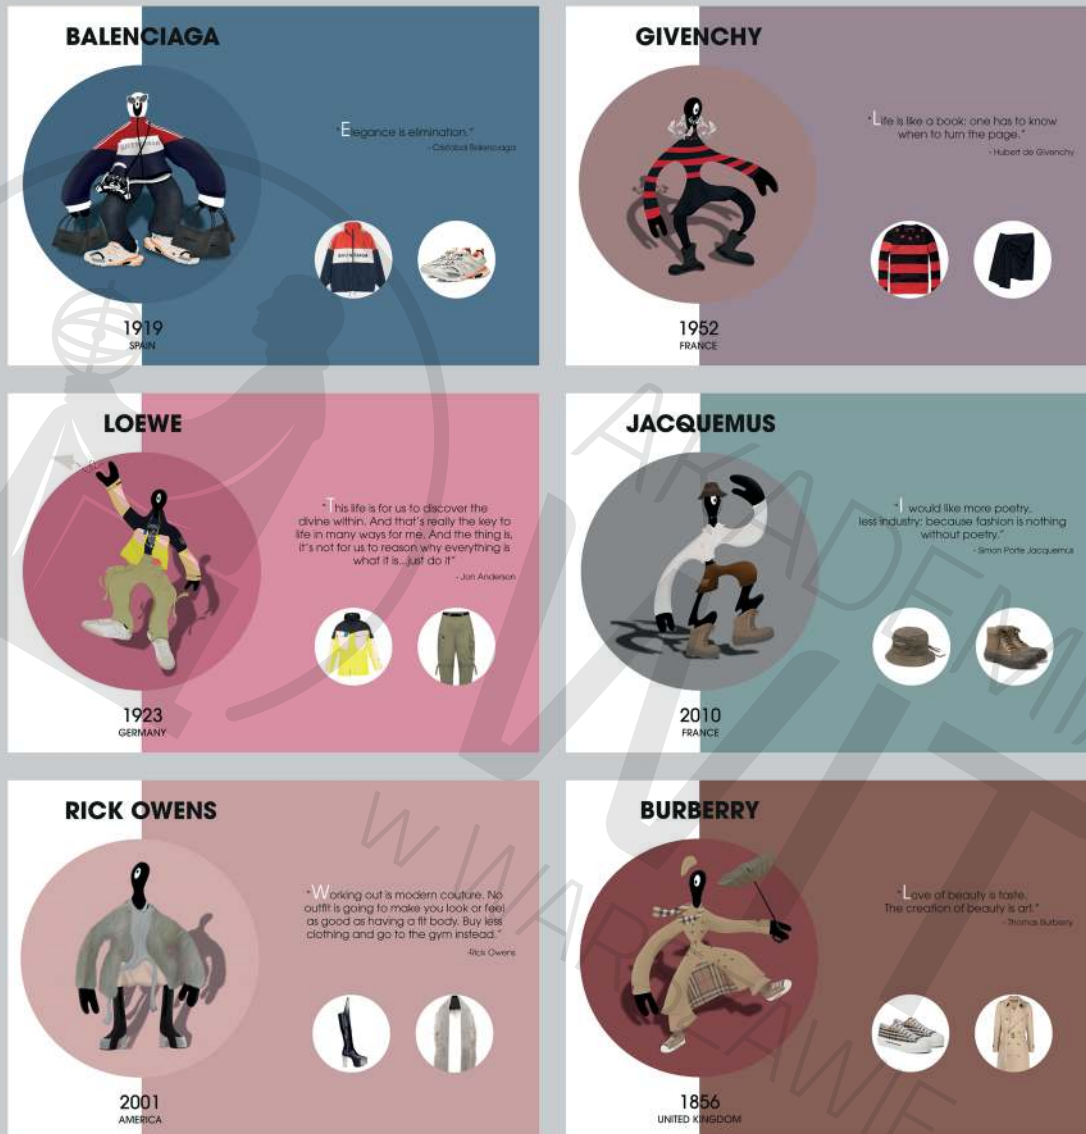 BALENCIAGA
"Elegance is elimination."
- Cristóbal Balenciaga
BALENCIAGA
BALENCIAGA
1919
SPAIN
GIVENCHY
"Life is like a book: one has to know
when to turn the page."
- Hubert de Givenchy
1952
FRANCE
LOEWE
"This life is for us to discover the
divine within. And that's really the key to
life in many ways for me. And the thing is,
it's not for us to reason why everything is
what it is...just do it"
- Jon Anderson
1923
GERMANY
JACQUEMUS
"I would like more poetry,
less industry; because fashion is nothing
without poetry."
- Simon Porte Jacquemus
2010
FRANCE
RICK OWENS
"Working out is modern couture. No
outfit is going to make you look or feel
as good as having a fit body. Buy less
clothing and go to the gym instead."
-Rick Owens
2001
AMERICA
BURBERRY
"Love of beauty is taste.
The creation of beauty is art."
- Thomas Burberry
1856
UNITED KINGDOM
AKADEMIA
WIT
W WARSZAWIE